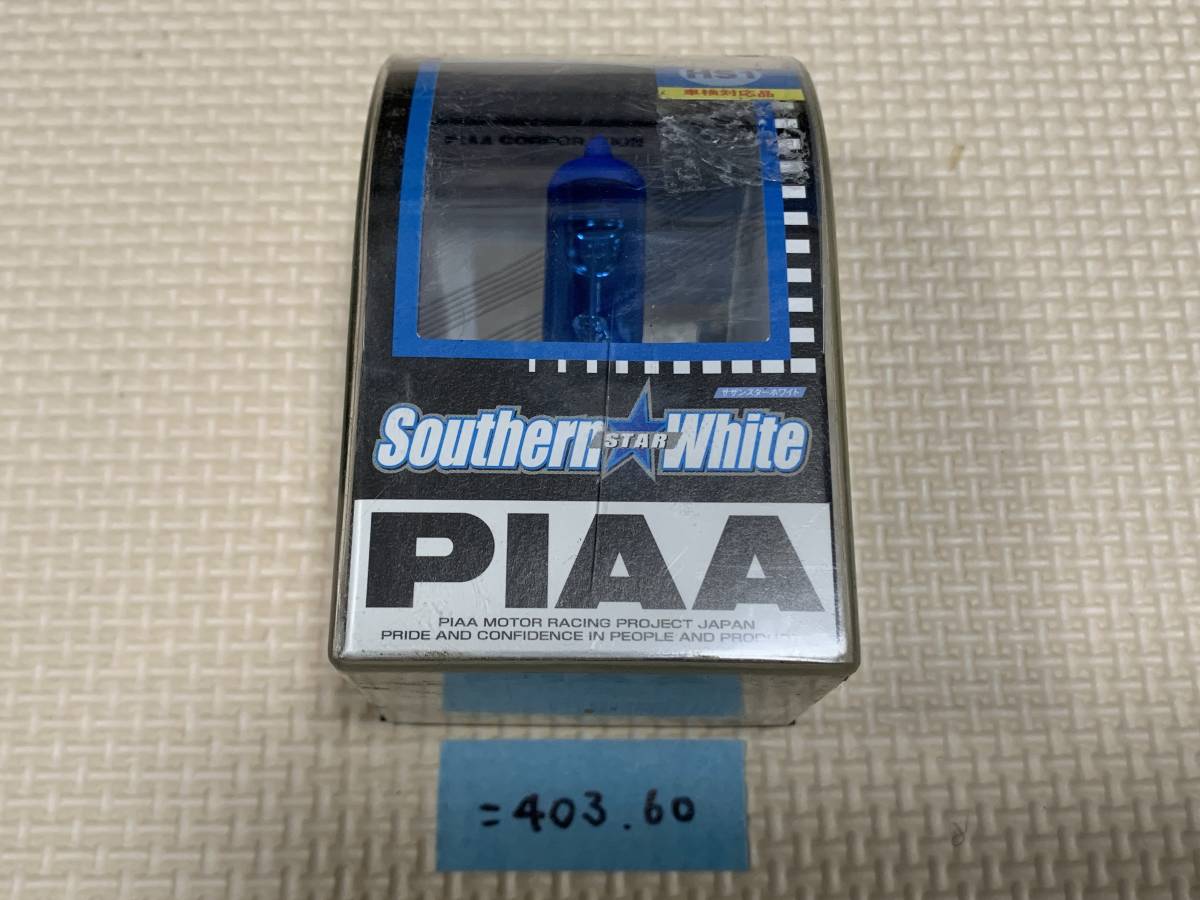 HS1
車検対応品
PIAA CORPORATION
サザンスターホワイト
Southern STAR White
PIAA
PIAA MOTOR RACING PROJECT JAPAN
PRIDE AND CONFIDENCE IN PEOPLE AND
=403.60